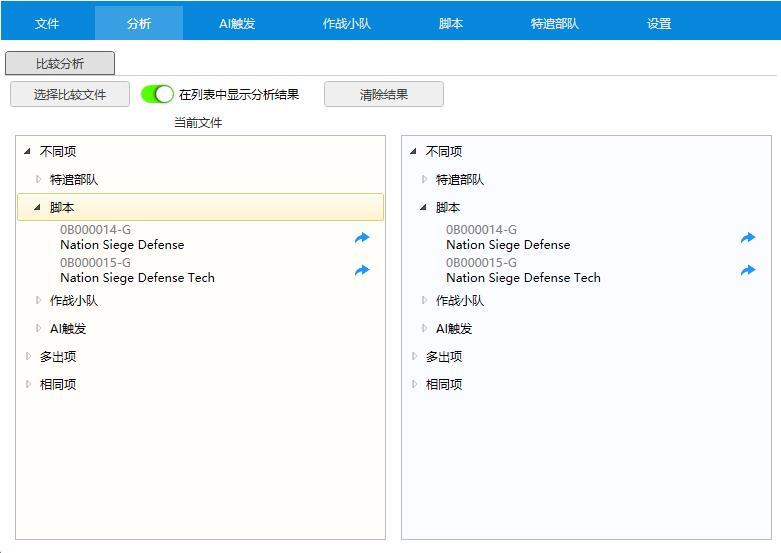 文件 分析 AI触发 作战小队 脚本 特遣部队 设置
比较分析
选择比较文件 在列表中显示分析结果 清除结果
当前文件
不同项
特遣部队
脚本
0B000014-G
Nation Siege Defense
0B000015-G
Nation Siege Defense Tech
作战小队
AI触发
多出项
相同项
不同项
特遣部队
脚本
0B000014-G
Nation Siege Defense
0B000015-G
Nation Siege Defense Tech
作战小队
AI触发
多出项
相同项